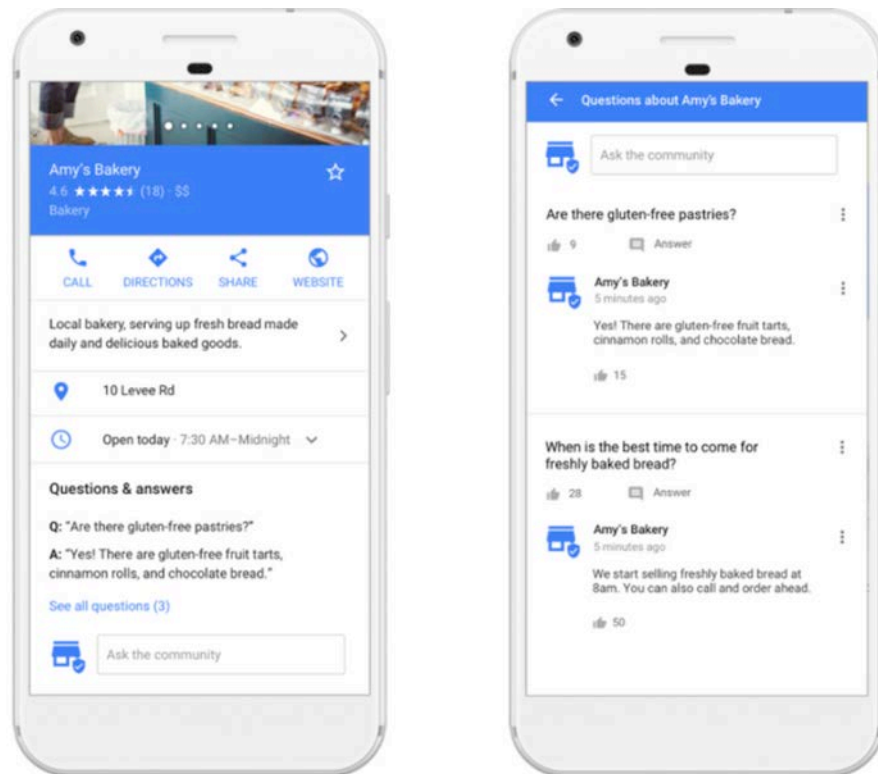 Amy's Bakery
4.6 ★★★★★ (18) · $$
Bakery
CALL DIRECTIONS SHARE WEBSITE
Local bakery, serving up fresh bread made
daily and delicious baked goods.
10 Levee Rd
Open today · 7:30 AM–Midnight
Questions & answers
Q: "Are there gluten-free pastries?"
A: "Yes! There are gluten-free fruit tarts,
cinnamon rolls, and chocolate bread."
See all questions (3)
Ask the community
Questions about Amy's Bakery
Ask the community
Are there gluten-free pastries?
9 Answer
Amy's Bakery
5 minutes ago
Yes! There are gluten-free fruit tarts,
cinnamon rolls, and chocolate bread.
15
When is the best time to come for
freshly baked bread?
28 Answer
Amy's Bakery
5 minutes ago
We start selling freshly baked bread at
8am. You can also call and order ahead.
50